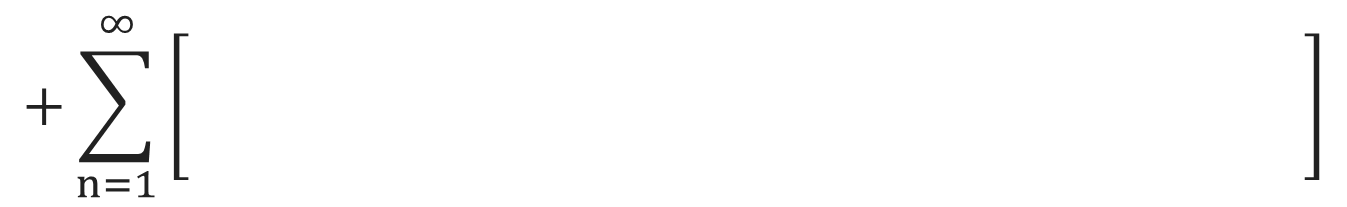 + ∑_{n=1}^{∞} [ ]